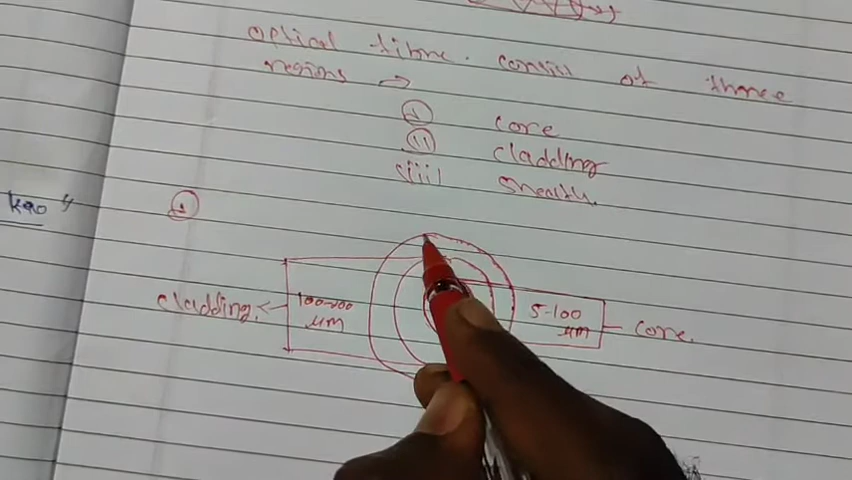 optical fibre. consist of three
regions →
(i) core
(ii) cladding
(iii) sheath.
kao"
(i)
cladding. 100-200 5-100
μm μm core.